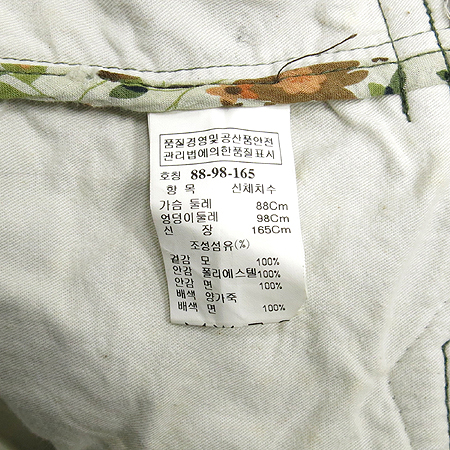 품질경영및공산품안전
관리법에의한품질표시
호칭 88-98-165
항 목 신체치수
가슴 둘레 88Cm
엉덩이둘레 98Cm
신 장 165Cm
조성섬유(%)
겉감 모 100%
안감 폴리에스텔100%
안감 면 100%
배색 양가죽
배색 면 100%